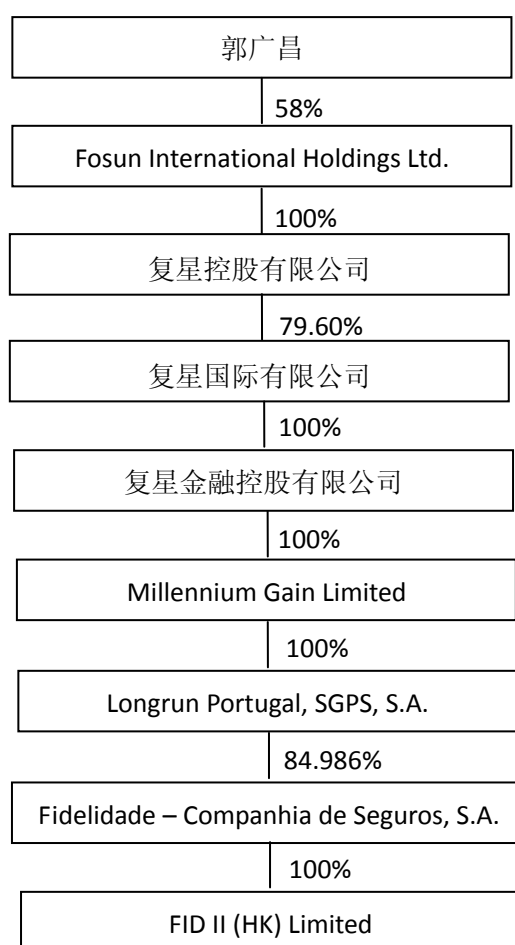 郭广昌
58%
Fosun International Holdings Ltd.
100%
复星控股有限公司
79.60%
复星国际有限公司
100%
复星金融控股有限公司
100%
Millennium Gain Limited
100%
Longrun Portugal, SGPS, S.A.
84.986%
Fidelidade – Companhia de Seguros, S.A.
100%
FID II (HK) Limited